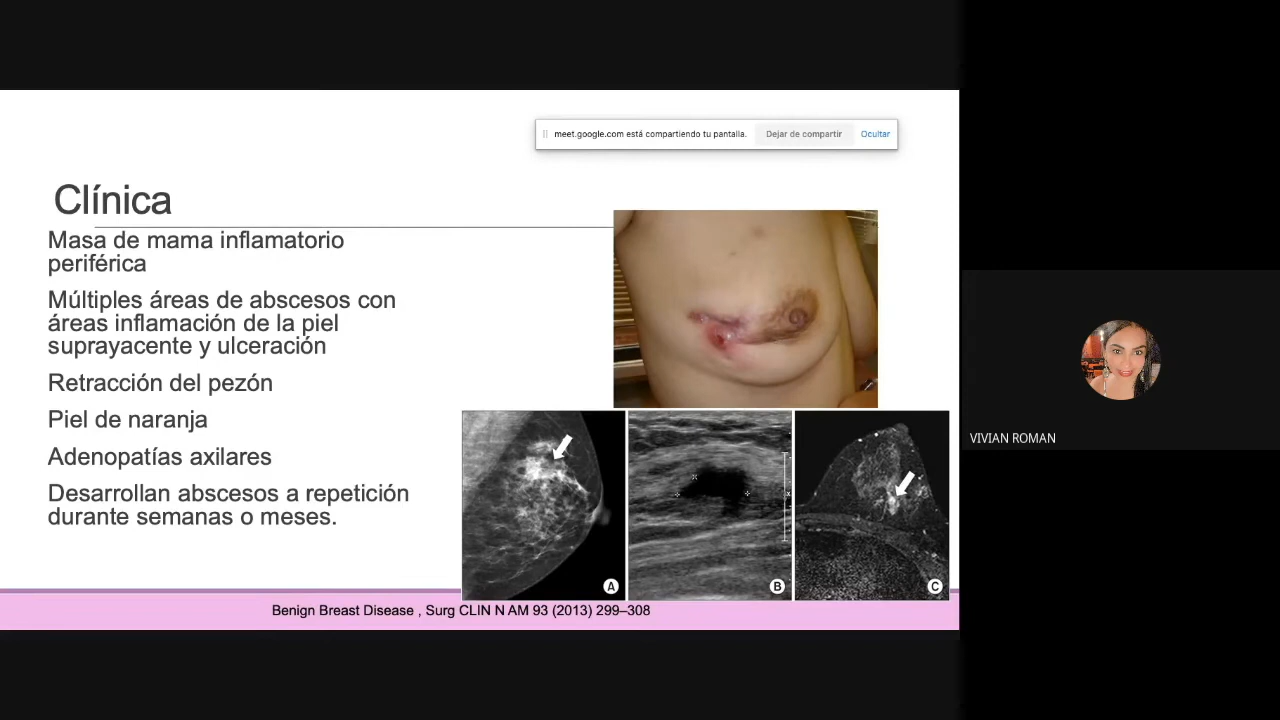 meet.google.com está compartiendo tu pantalla.
Dejar de compartir
Ocultar
Clínica
Masa de mama inflamatorio
periférica
Múltiples áreas de abscesos con
áreas inflamación de la piel
suprayacente y ulceración
Retracción del pezón
Piel de naranja
Adenopatías axilares
Desarrollan abscesos a repetición
durante semanas o meses.
A
B
C
Benign Breast Disease , Surg CLIN N AM 93 (2013) 299–308
VIVIAN ROMAN